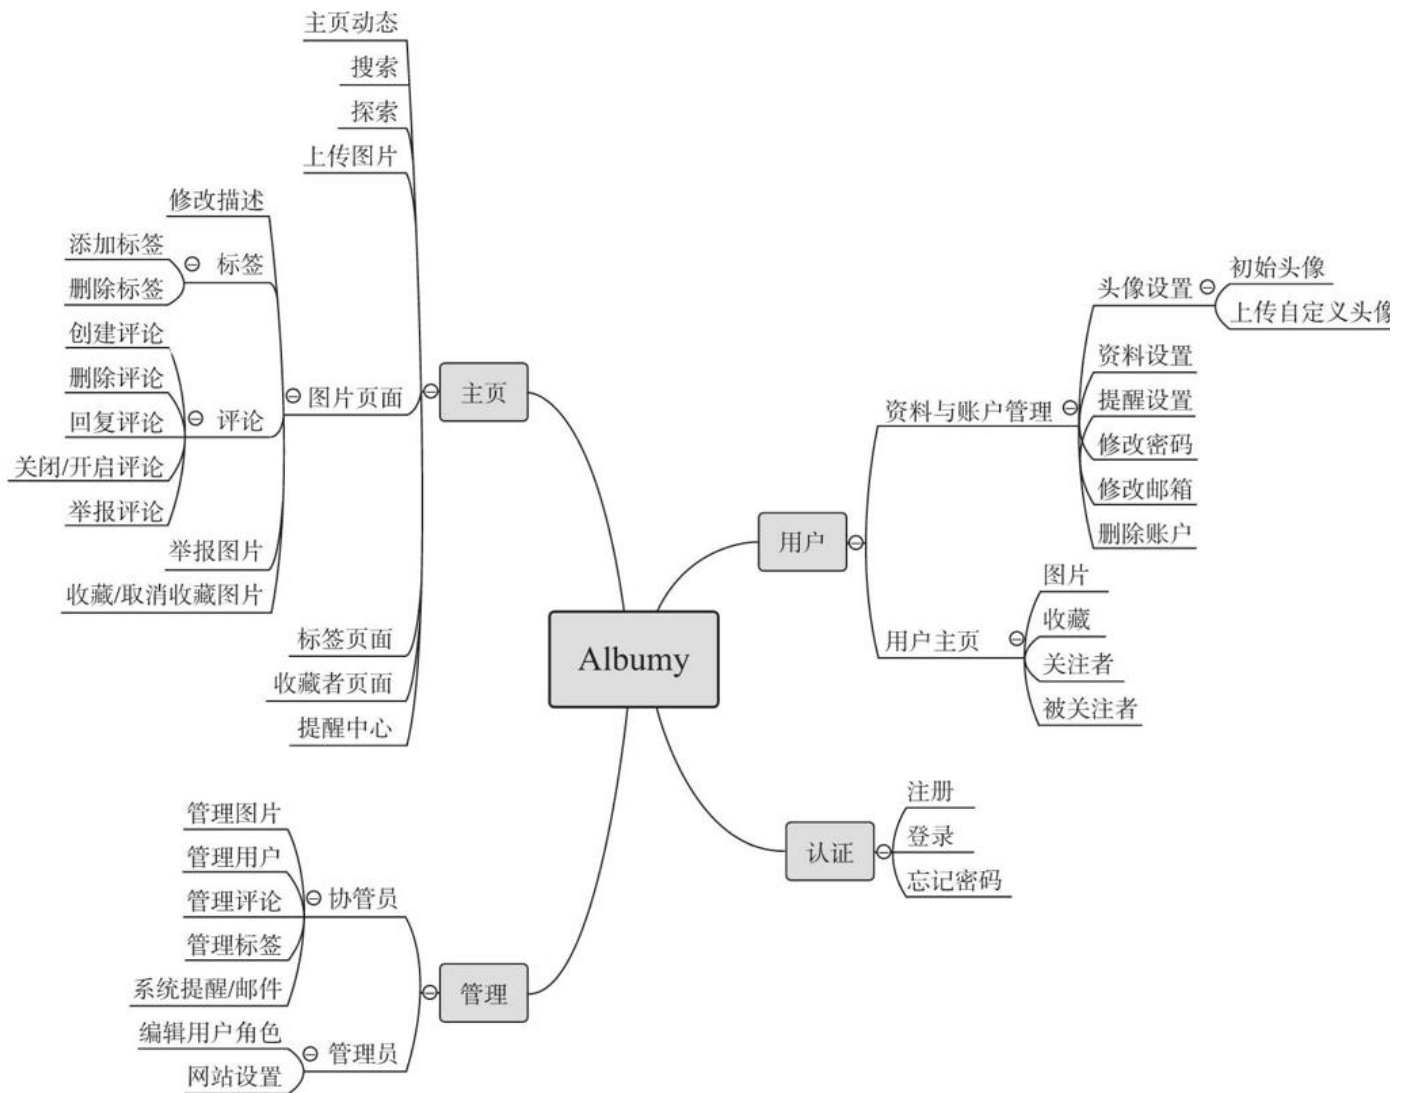 主页动态
搜索
探索
上传图片
修改描述
添加标签
标签
删除标签
创建评论
删除评论
回复评论
评论
关闭/开启评论
举报评论
举报图片
收藏/取消收藏图片
图片页面
标签页面
收藏者页面
提醒中心
主页
初始头像
头像设置
上传自定义头像
资料设置
提醒设置
资料与账户管理
修改密码
修改邮箱
删除账户
用户
图片
收藏
用户主页
关注者
被关注者
Albumy
注册
认证
登录
忘记密码
管理图片
管理用户
管理评论
协管员
管理标签
系统提醒/邮件
管理
编辑用户角色
管理员
网站设置